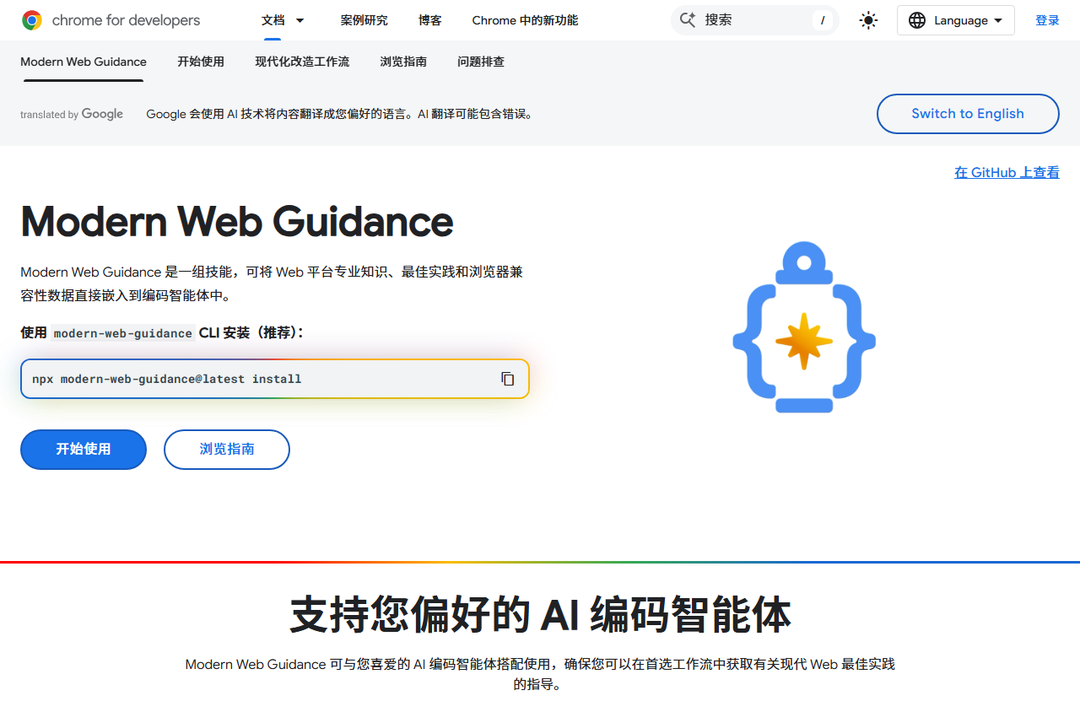 chrome for developers
文档
案例研究
博客
Chrome 中的新功能
搜索
/
Language
登录
Modern Web Guidance
开始使用
现代化改造工作流
浏览指南
问题排查
translated by Google
Google 会使用 AI 技术将内容翻译成您偏好的语言。AI 翻译可能包含错误。
Switch to English
在 GitHub 上查看
Modern Web Guidance
Modern Web Guidance 是一组技能，可将 Web 平台专业知识、最佳实践和浏览器兼
容性数据直接嵌入到编码智能体中。
使用 modern-web-guidance CLI 安装（推荐）：
npx modern-web-guidance@latest install
开始使用
浏览指南
支持您偏好的 AI 编码智能体
Modern Web Guidance 可与您喜爱的 AI 编码智能体搭配使用，确保您可以在首选工作流中获取有关现代 Web 最佳实践
的指导。